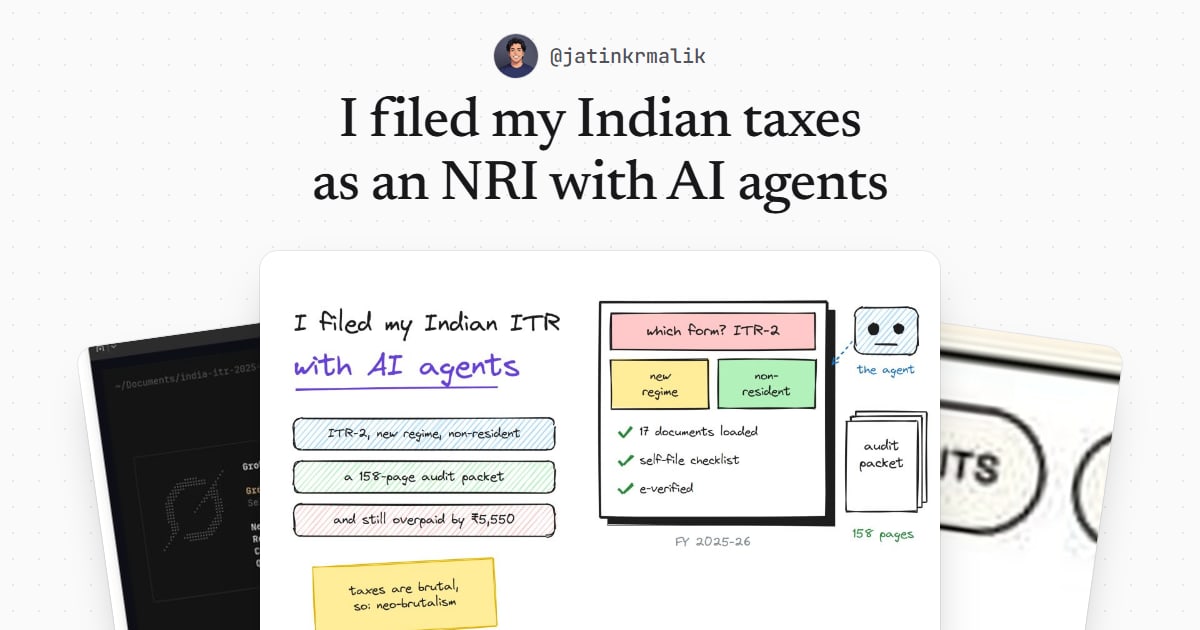 @jatinkrmalik
I filed my Indian taxes
as an NRI with AI agents
~/Documents/india-itr-2025-
I filed my Indian ITR
with AI agents
ITR-2, new regime, non-resident
a 158-page audit packet
and still overpaid by ₹5,550
taxes are brutal,
so: neo-brutalism
which form? ITR-2
new
regime
non-
resident
17 documents loaded
self-file checklist
e-verified
FY 2025-26
the agent
audit
packet
158 pages